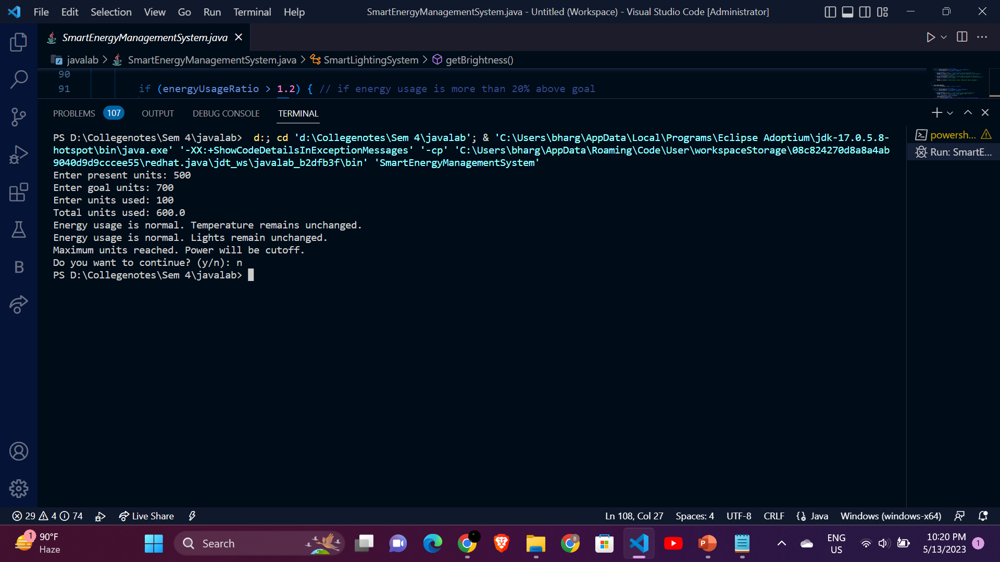 File Edit Selection View Go Run Terminal Help SmartEnergyManagementSystem.java - Untitled (Workspace) - Visual Studio Code [Administrator]
SmartEnergyManagementSystem.java
javalab > SmartEnergyManagementSystem.java > SmartLightingSystem > getBrightness()
90
91 if (energyUsageRatio > 1.2) { // if energy usage is more than 20% above goal
PROBLEMS 107 OUTPUT DEBUG CONSOLE TERMINAL
PS D:\Collegenotes\Sem 4\javalab>  d:; cd 'd:\Collegenotes\Sem 4\javalab'; & 'C:\Users\bharg\AppData\Local\Programs\Eclipse Adoptium\jdk-17.0.5.8-
hotspot\bin\java.exe' '-XX:+ShowCodeDetailsInExceptionMessages' '-cp' 'C:\Users\bharg\AppData\Roaming\Code\User\workspaceStorage\08c824270d8a8a4ab
9040d9d9cccee55\redhat.java\jdt_ws\javalab_b2dfb3f\bin' 'SmartEnergyManagementSystem'
Enter present units: 500
Enter goal units: 700
Enter units used: 100
Total units used: 600.0
Energy usage is normal. Temperature remains unchanged.
Energy usage is normal. Lights remain unchanged.
Maximum units reached. Power will be cutoff.
Do you want to continue? (y/n): n
PS D:\Collegenotes\Sem 4\javalab>
powersh...
Run: SmartE...
B
29 4 74 Live Share Ln 108, Col 27 Spaces: 4 UTF-8 CRLF Java Windows (windows-x64)
1 90°F
Haze
Search
ENG
US
10:20 PM
5/13/2023
1